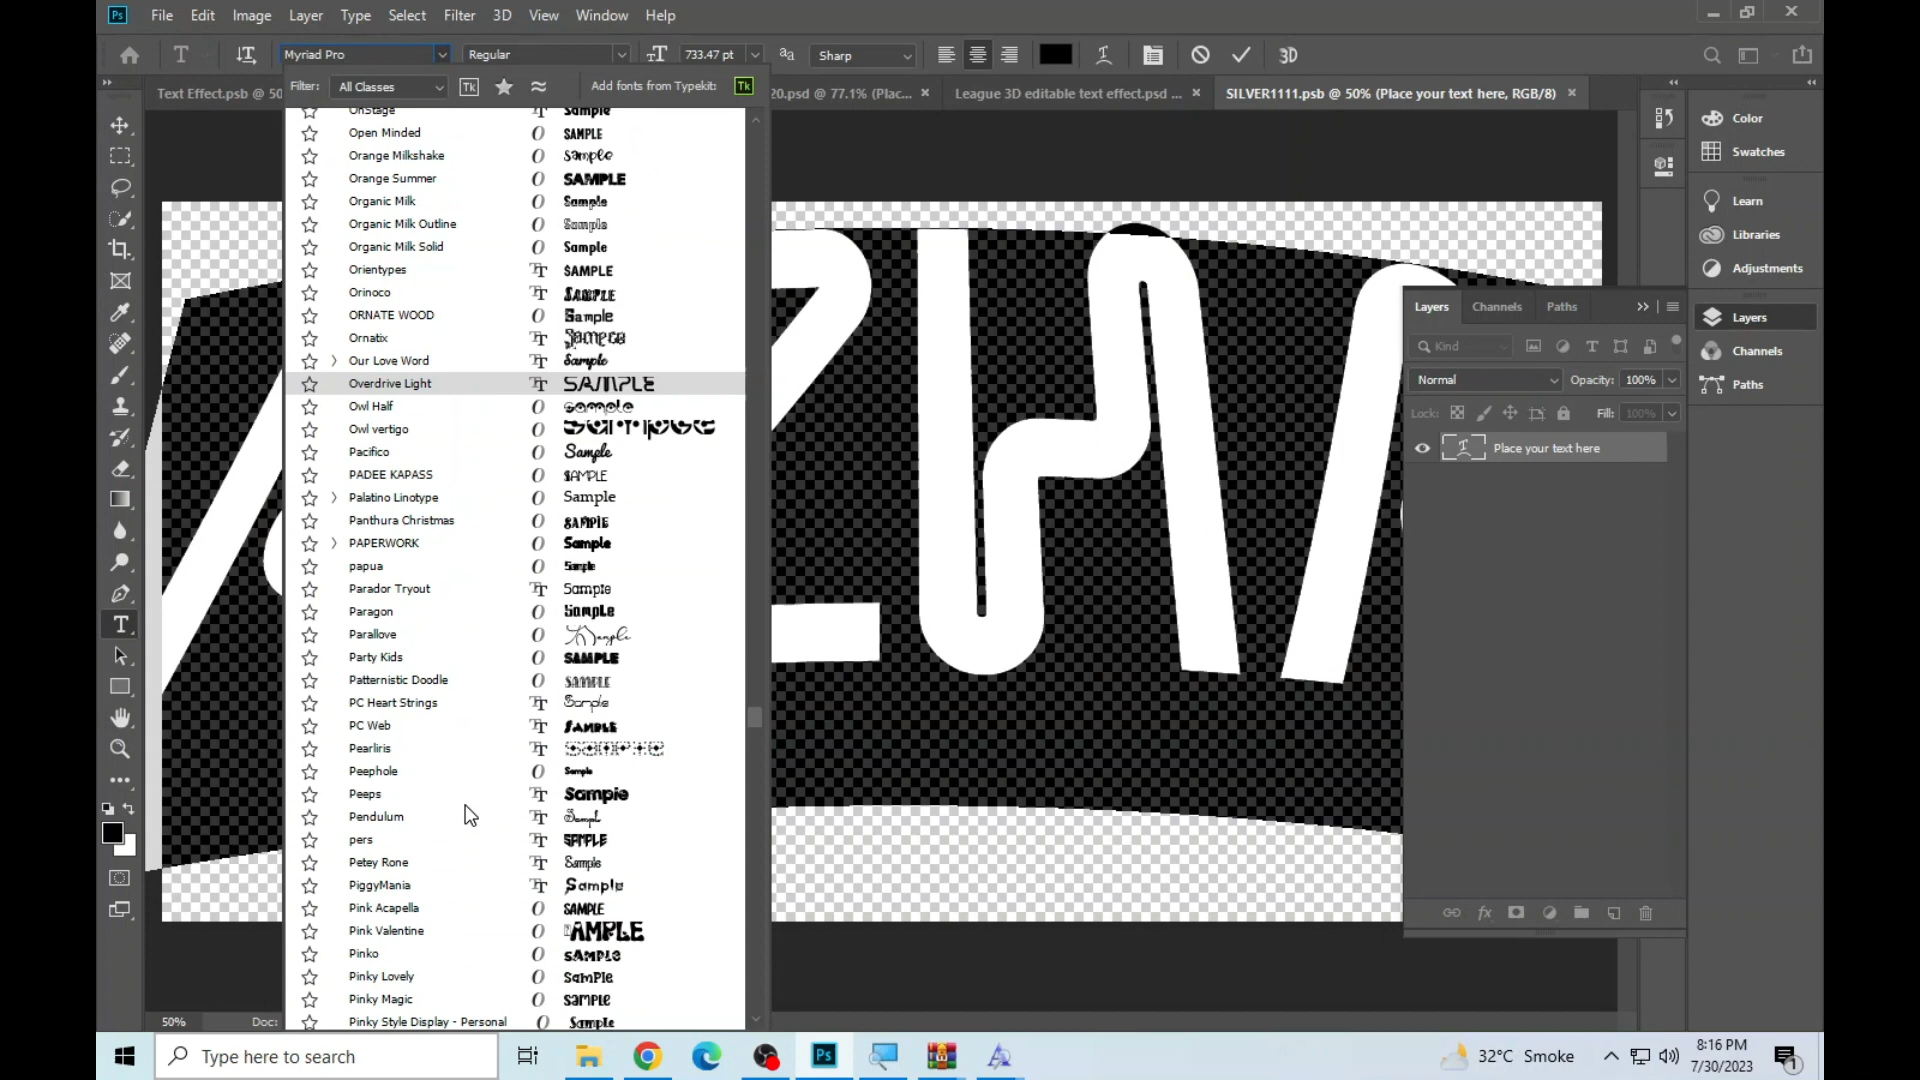 File Edit Image Layer Type Select Filter 3D View Window Help
Myriad Pro Regular 733.47 pt Sharp 3D
Filter: All Classes Add fonts from Typekit:
Text Effect.psb @ 50 20.psd @ 77.1% (Plac... League 3D editable text effect.psd ... SILVER1111.psb @ 50% (Place your text here, RGB/8)
OnStage Sample
Open Minded SAMPLE
Orange Milkshake Sample
Orange Summer SAMPLE
Organic Milk Sample
Organic Milk Outline Sample
Organic Milk Solid Sample
Orientypes SAMPLE
Orinoco SAMPLE
ORNATE WOOD Sample
Ornatix Sample
Our Love Word Sample
Overdrive Light SAMPLE
Owl Half sample
Owl vertigo
Pacifico Sample
PADEE KAPASS SAMPLE
Palatino Linotype Sample
Panthura Christmas SAMPLE
PAPERWORK Sample
papua Sample
Parador Tryout Sample
Paragon Sample
Parallove Sample
Party Kids SAMPLE
Patternistic Doodle SAMPLE
PC Heart Strings Sample
PC Web SAMPLE
Pearliris
Peephole Sample
Peeps Sample
Pendulum Sampl
pers SAMPLE
Petey Rone Sample
PiggyMania Sample
Pink Acapella SAMPLE
Pink Valentine AMPLE
Pinko SAMPLE
Pinky Lovely SamPle
Pinky Magic sample
Pinky Style Display - Personal Sample
Color
Swatches
Learn
Libraries
Adjustments
Layers
Channels
Paths
Layers Channels Paths
Kind
Normal Opacity: 100%
Lock: Fill: 100%
Place your text here
50% Doc:
Type here to search
32°C Smoke
8:16 PM
7/30/2023
1